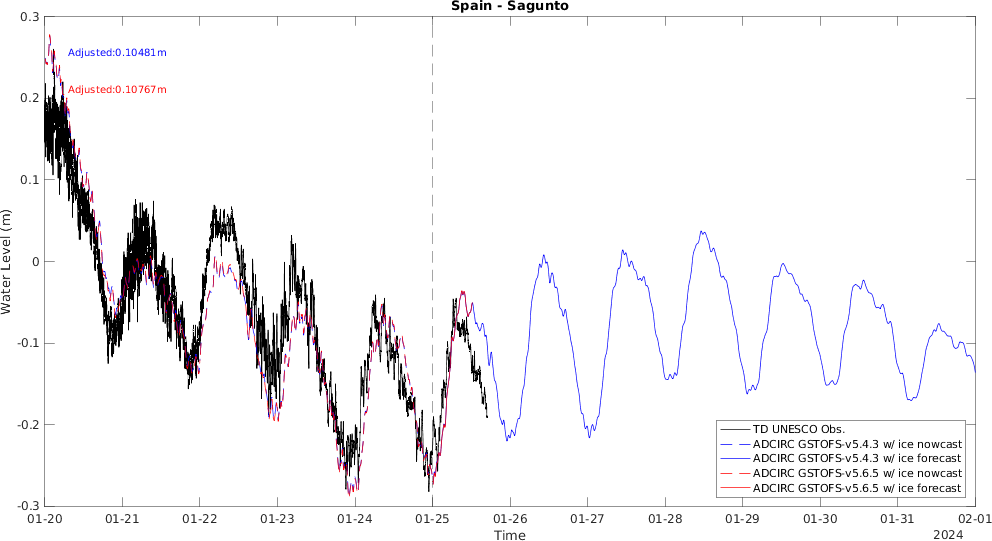 Spain - Sagunto
0.3
0.2
0.1
0
-0.1
-0.2
-0.3
Water Level (m)
Adjusted:0.10481m
Adjusted:0.10767m
TD UNESCO Obs.
ADCIRC GSTOFS-v5.4.3 w/ ice nowcast
ADCIRC GSTOFS-v5.4.3 w/ ice forecast
ADCIRC GSTOFS-v5.6.5 w/ ice nowcast
ADCIRC GSTOFS-v5.6.5 w/ ice forecast
01-20 01-21 01-22 01-23 01-24 01-25 01-26 01-27 01-28 01-29 01-30 01-31 02-01
Time
2024